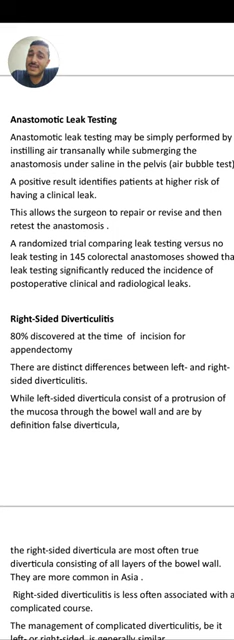 Anastomotic Leak Testing
Anastomotic leak testing may be simply performed by
instilling air transanally while submerging the
anastomosis under saline in the pelvis (air bubble test)
A positive result identifies patients at higher risk of
having a clinical leak.
This allows the surgeon to repair or revise and then
retest the anastomosis .
A randomized trial comparing leak testing versus no
leak testing in 145 colorectal anastomoses showed tha
leak testing significantly reduced the incidence of
postoperative clinical and radiological leaks.
Right-Sided Diverticulitis
80% discovered at the time of incision for
appendectomy
There are distinct differences between left- and right-
sided diverticulitis.
While left-sided diverticula consist of a protrusion of
the mucosa through the bowel wall and are by
definition false diverticula,
the right-sided diverticula are most often true
diverticula consisting of all layers of the bowel wall.
They are more common in Asia .
Right-sided diverticulitis is less often associated with a
complicated course.
The management of complicated diverticulitis, be it
left- or right-sided, is generally similar